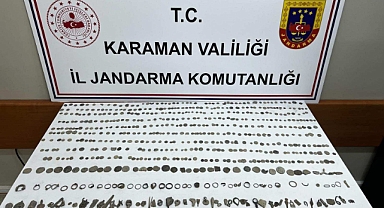 T.C.
KARAMAN VALİLİĞİ
İL JANDARMA KOMUTANLIĞI